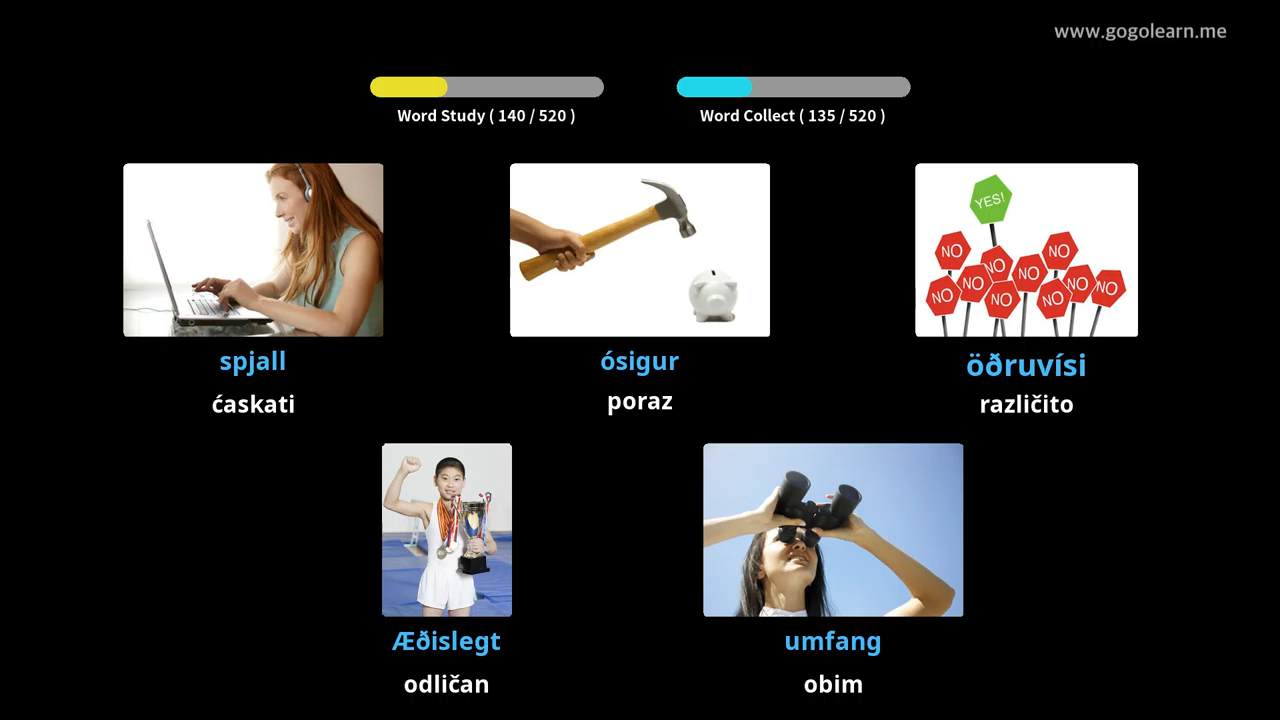 www.gogolearn.me
Word Study ( 140 / 520 )
Word Collect ( 135 / 520 )
YES!
NO
NO
NO
NO
NO
NO
NO
NO
NO
NO
spjall
ćaskati
ósigur
poraz
öðruvísi
različito
Æðislegt
odličan
umfang
obim